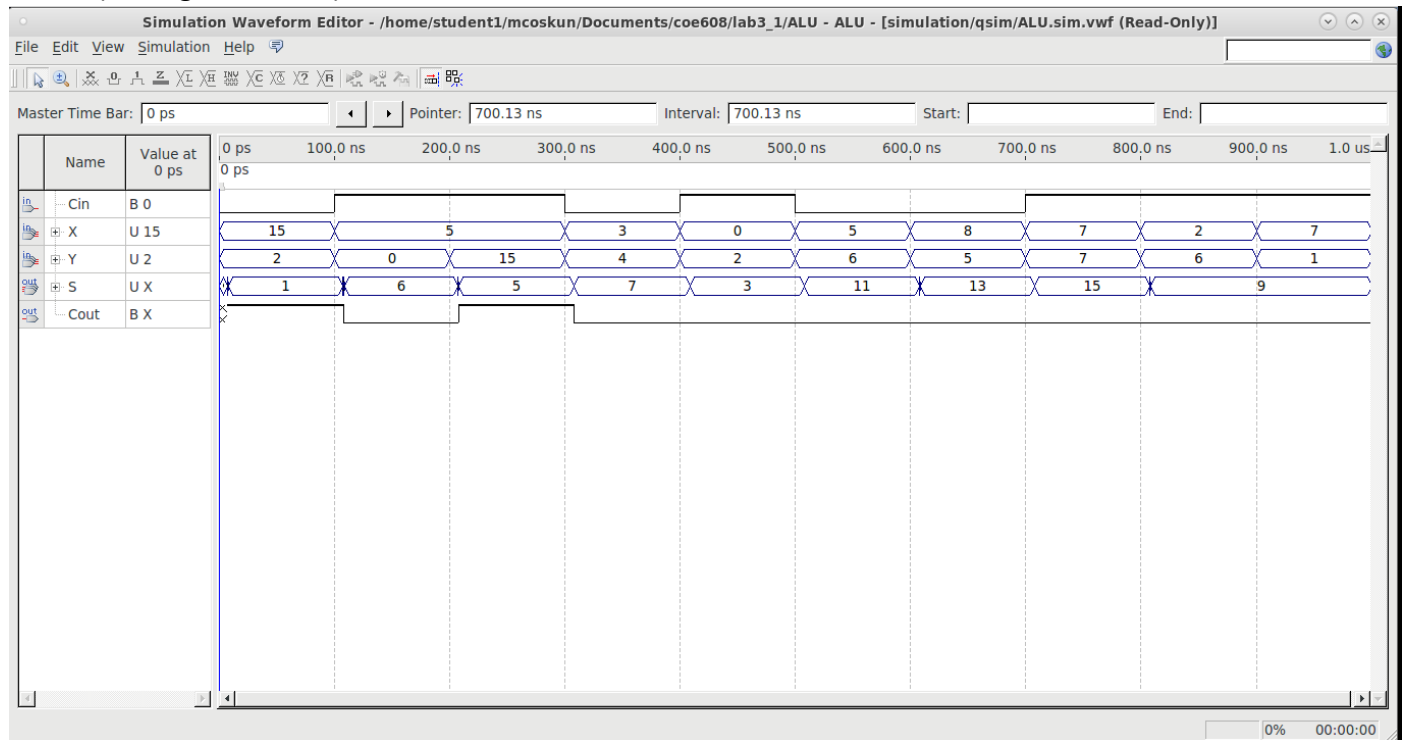 Simulation Waveform Editor - /home/student1/mcoskun/Documents/coe608/lab3_1/ALU - ALU - [simulation/qsim/ALU.sim.vwf (Read-Only)]
File Edit View Simulation Help
Master Time Bar: 0 ps Pointer: 700.13 ns Interval: 700.13 ns Start: End:
Name Value at 0 ps
0 ps 100.0 ns 200.0 ns 300.0 ns 400.0 ns 500.0 ns 600.0 ns 700.0 ns 800.0 ns 900.0 ns 1.0 us
0 ps
in Cin B 0
in X U 15 15 5 3 0 5 8 7 2 7
in Y U 2 2 0 15 4 2 6 5 7 6 1
out S U X 1 6 5 7 3 11 13 15 9
out Cout B X
0% 00:00:00